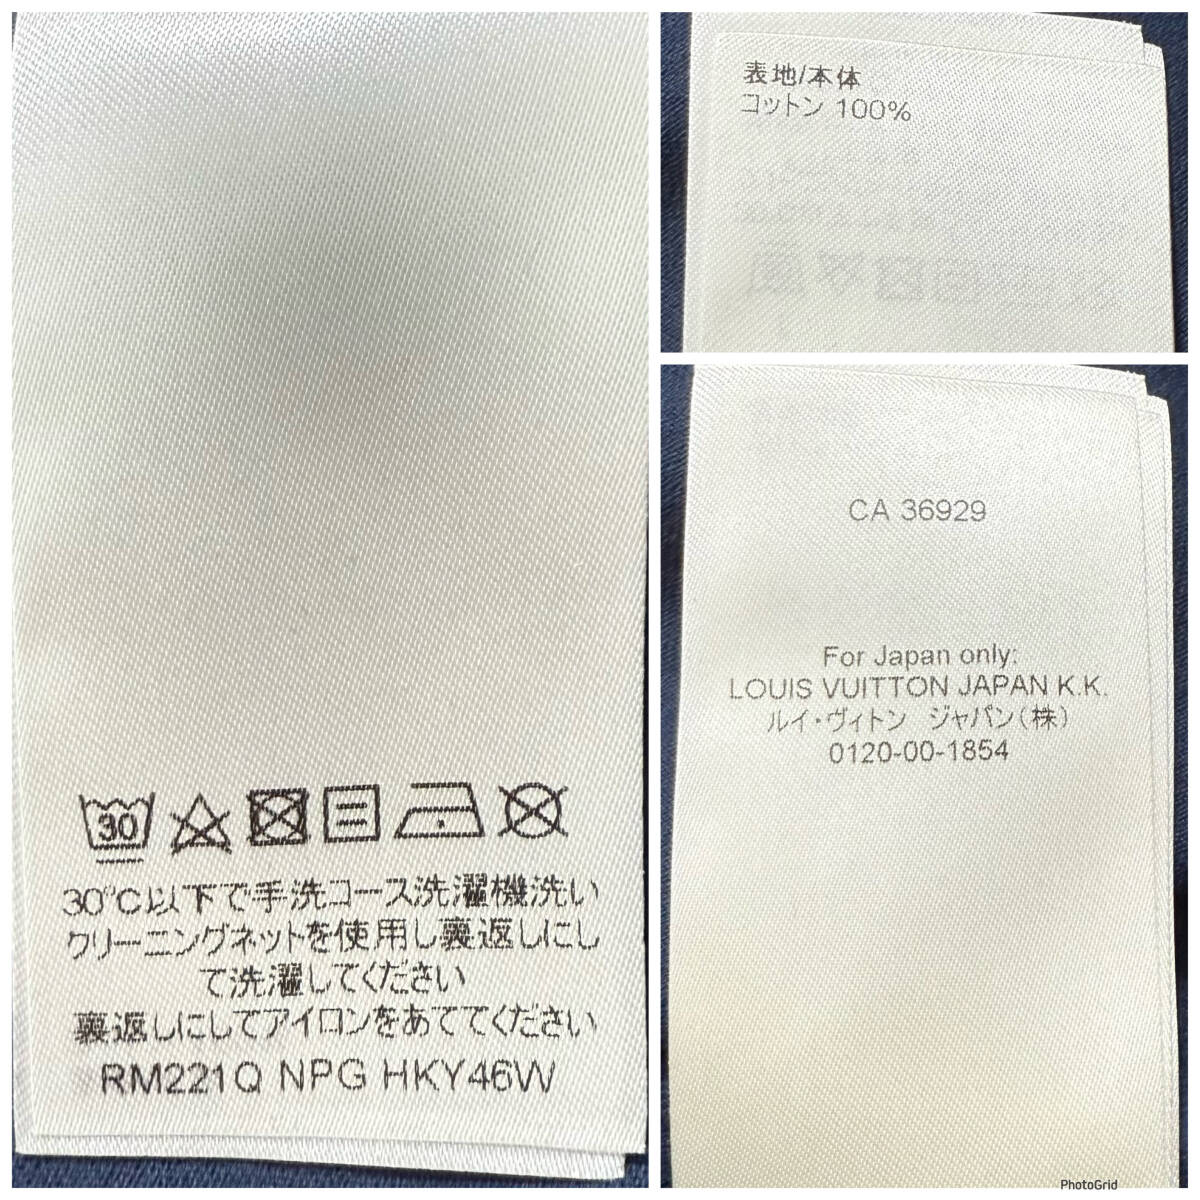 30
30℃以下で手洗コース洗濯機洗い
クリーニングネットを使用し裏返しにし
て洗濯してください
裏返しにしてアイロンをあててください
RM221Q NPG HKY46W
表地/本体
コットン 100%
CA 36929
For Japan only:
LOUIS VUITTON JAPAN K.K.
ルイ・ヴィトン ジャパン(株)
0120-00-1854
PhotoGrid